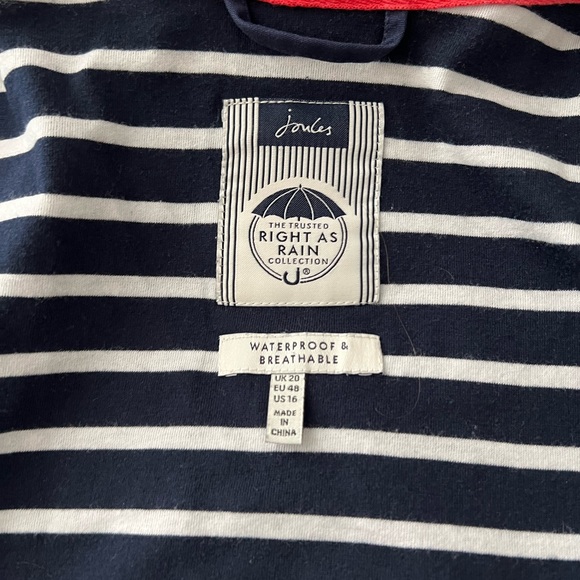 Joules
THE TRUSTED
RIGHT AS
RAIN
COLLECTION
®
WATERPROOF &
BREATHABLE
UK 20
EU 48
US 16
MADE
IN
CHINA